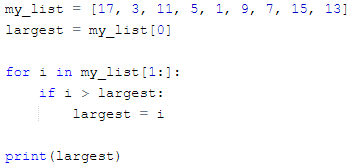 my_list = [17, 3, 11, 5, 1, 9, 7, 15, 13]
largest = my_list[0]

for i in my_list[1:]:
    if i > largest:
        largest = i

print(largest)